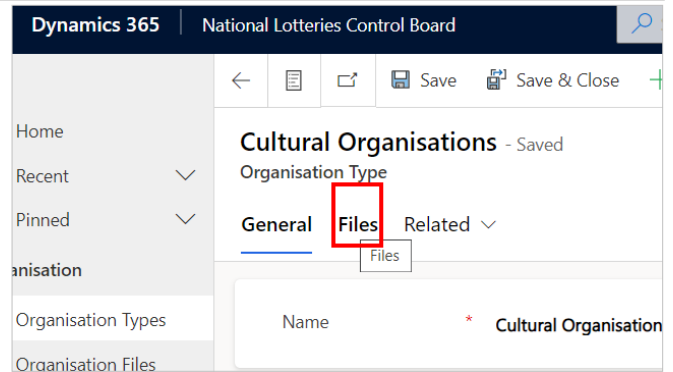 Dynamics 365 | National Lotteries Control Board
Save Save & Close
Home
Recent
Pinned
anisation
Organisation Types
Organisation Files
Cultural Organisations - Saved
Organisation Type
General Files Related
Files
Name * Cultural Organisation